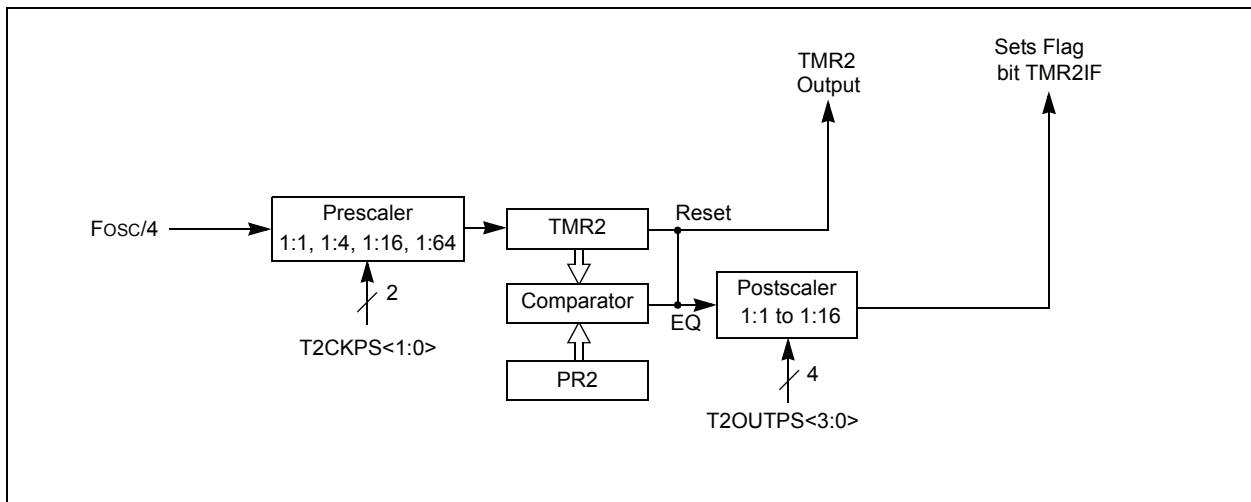 TMR2
Output
Sets Flag
bit TMR2IF
FOSC/4
Prescaler
1:1, 1:4, 1:16, 1:64
2
T2CKPS<1:0>
TMR2
Reset
Comparator
EQ
PR2
Postscaler
1:1 to 1:16
4
T2OUTPS<3:0>